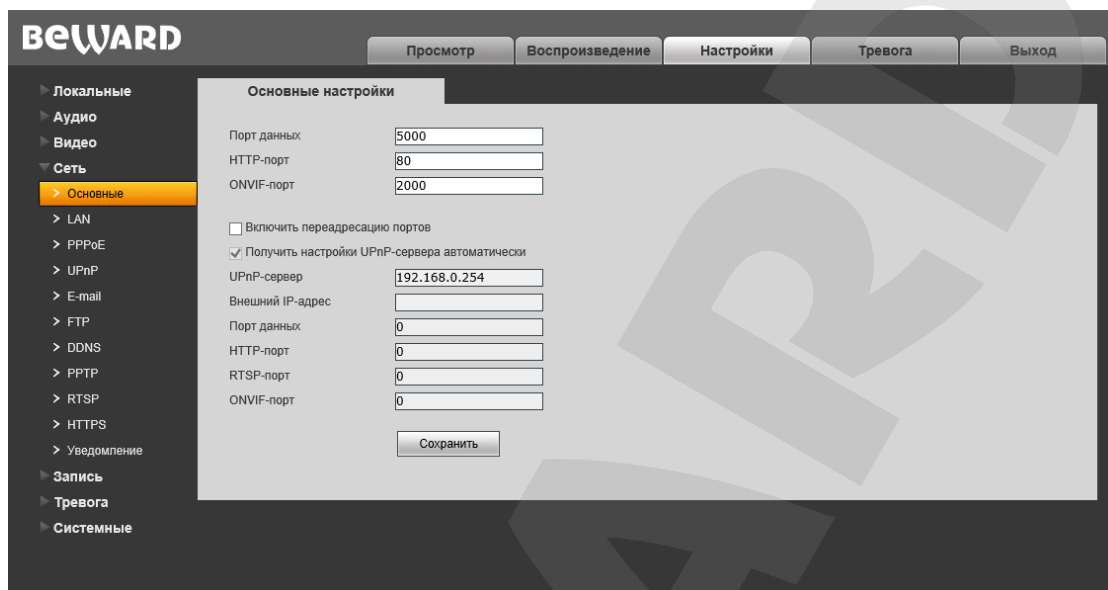 BEWARD
Просмотр Воспроизведение Настройки Тревога Выход
Локальные
Аудио
Видео
Сеть
> Основные
> LAN
> PPPoE
> UPnP
> E-mail
> FTP
> DDNS
> PPTP
> RTSP
> HTTPS
> Уведомление
Запись
Тревога
Системные
Основные настройки
Порт данных 5000
HTTP-порт 80
ONVIF-порт 2000
Включить переадресацию портов
Получить настройки UPnP-сервера автоматически
UPnP-сервер 192.168.0.254
Внешний IP-адрес
Порт данных 0
HTTP-порт 0
RTSP-порт 0
ONVIF-порт 0
Сохранить